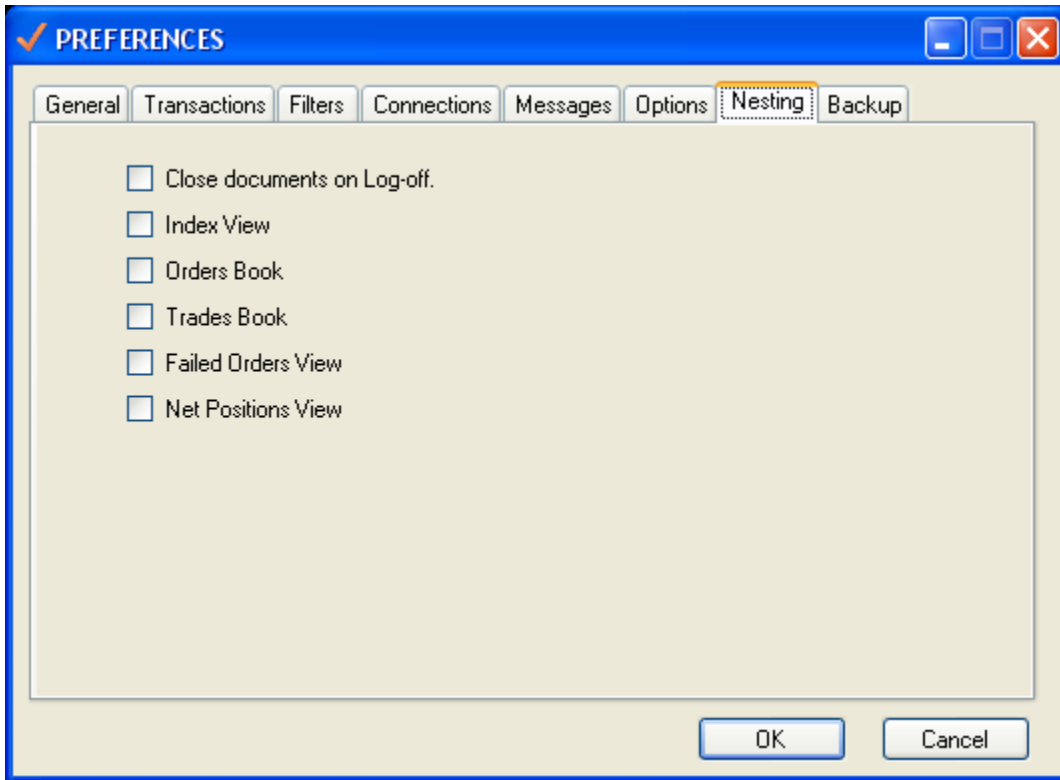 PREFERENCES
General Transactions Filters Connections Messages Options Nesting Backup
Close documents on Log-off.
Index View
Orders Book
Trades Book
Failed Orders View
Net Positions View
OK Cancel